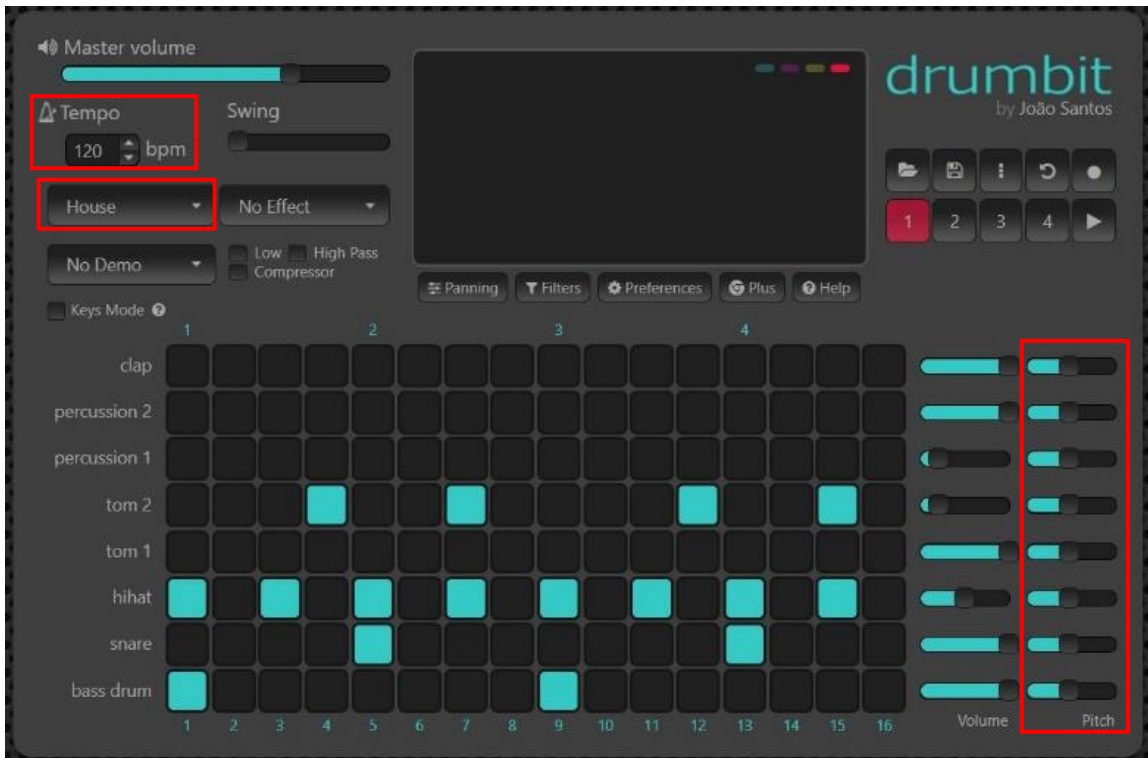 Master volume
drumbit
by João Santos
Tempo
Swing
120 bpm
House
No Effect
1 2 3 4
No Demo
Low High Pass
Compressor
Panning Filters Preferences Plus Help
Keys Mode
1 2 3 4
clap
percussion 2
percussion 1
tom 2
tom 1
hihat
snare
bass drum
1 2 3 4 5 6 7 8 9 10 11 12 13 14 15 16
Volume Pitch